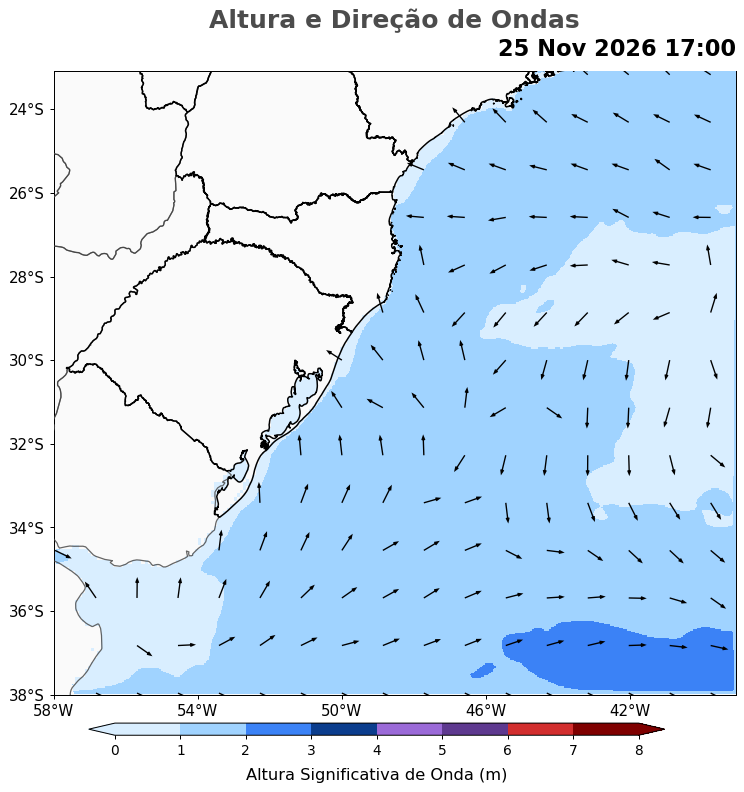 Altura e Direção de Ondas
25 Nov 2026 17:00
24°S
26°S
28°S
30°S
32°S
34°S
36°S
38°S
58°W 54°W 50°W 46°W 42°W
0 1 2 3 4 5 6 7 8
Altura Significativa de Onda (m)